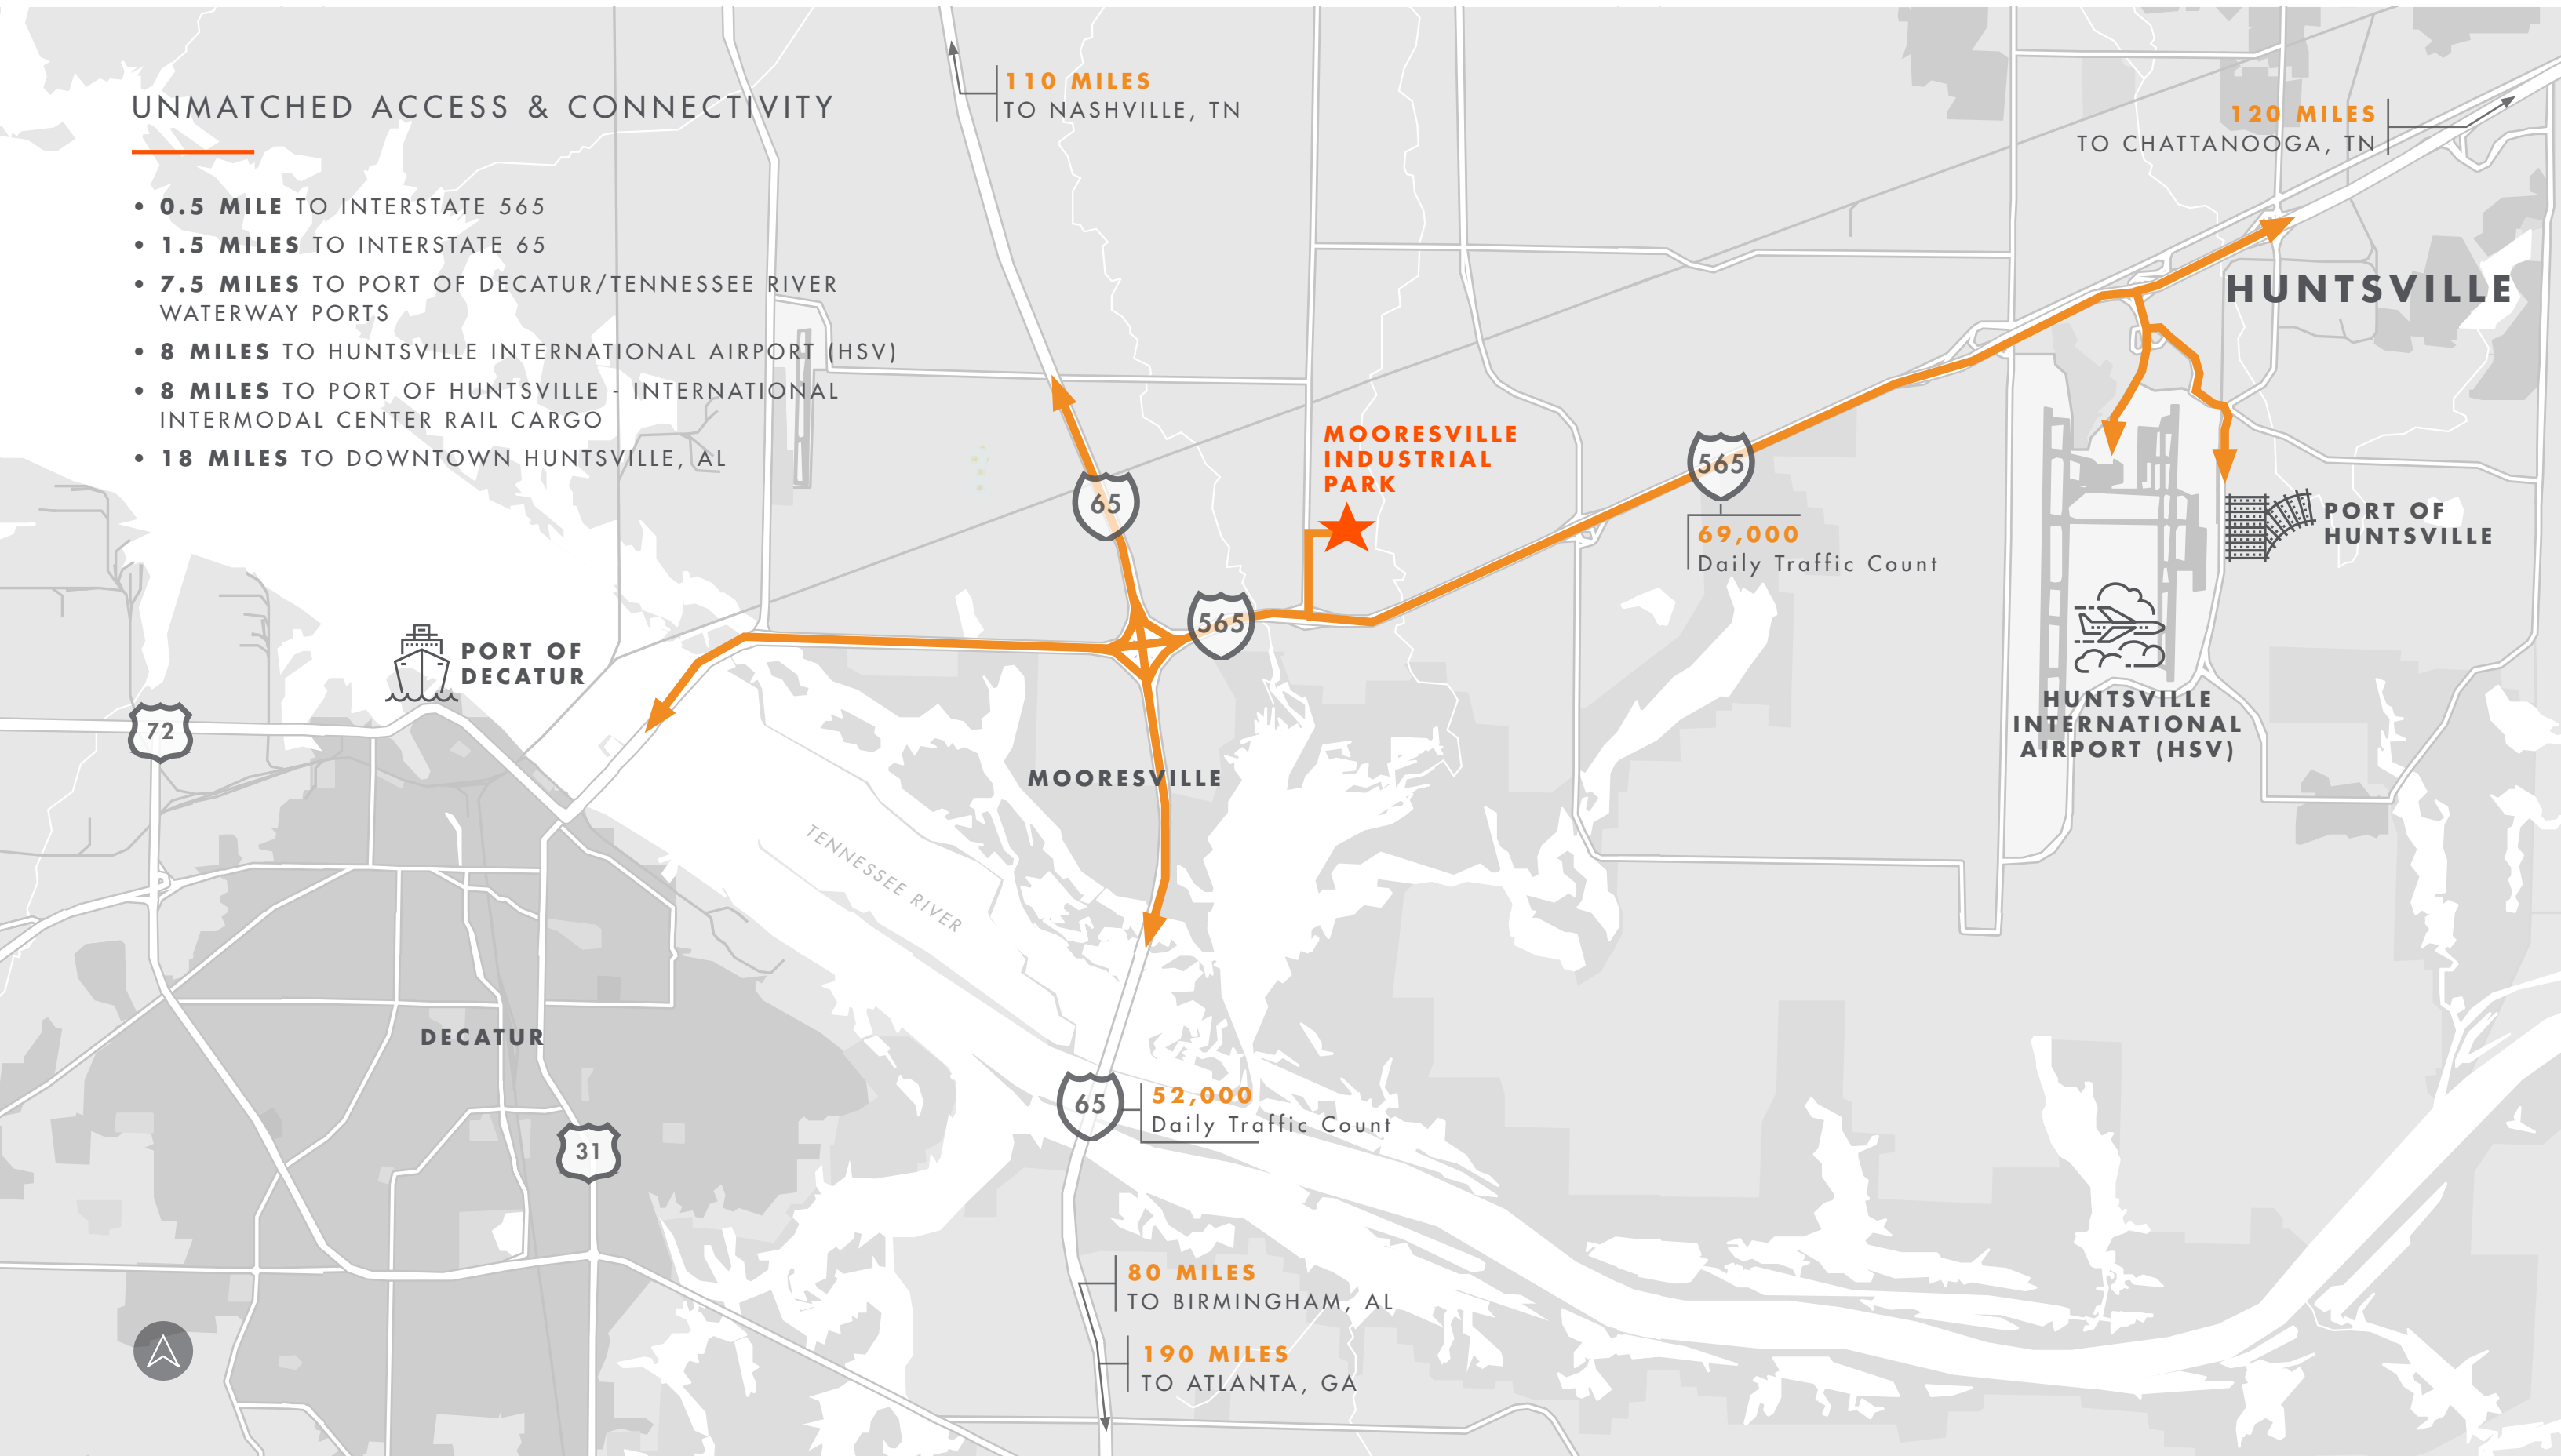 UNMATCHED ACCESS & CONNECTIVITY
• 0.5 MILE TO INTERSTATE 565
• 1.5 MILES TO INTERSTATE 65
• 7.5 MILES TO PORT OF DECATUR/TENNESSEE RIVER
WATERWAY PORTS
• 8 MILES TO HUNTSVILLE INTERNATIONAL AIRPORT (HSV)
• 8 MILES TO PORT OF HUNTSVILLE - INTERNATIONAL
INTERMODAL CENTER RAIL CARGO
• 18 MILES TO DOWNTOWN HUNTSVILLE, AL
110 MILES
TO NASHVILLE, TN
120 MILES
TO CHATTANOOGA, TN
HUNTSVILLE
MOORESVILLE
INDUSTRIAL
PARK
565
69,000
Daily Traffic Count
65
565
PORT OF
HUNTSVILLE
HUNTSVILLE
INTERNATIONAL
AIRPORT (HSV)
PORT OF
DECATUR
72
MOORESVILLE
TENNESSEE RIVER
DECATUR
31
65
52,000
Daily Traffic Count
80 MILES
TO BIRMINGHAM, AL
190 MILES
TO ATLANTA, GA